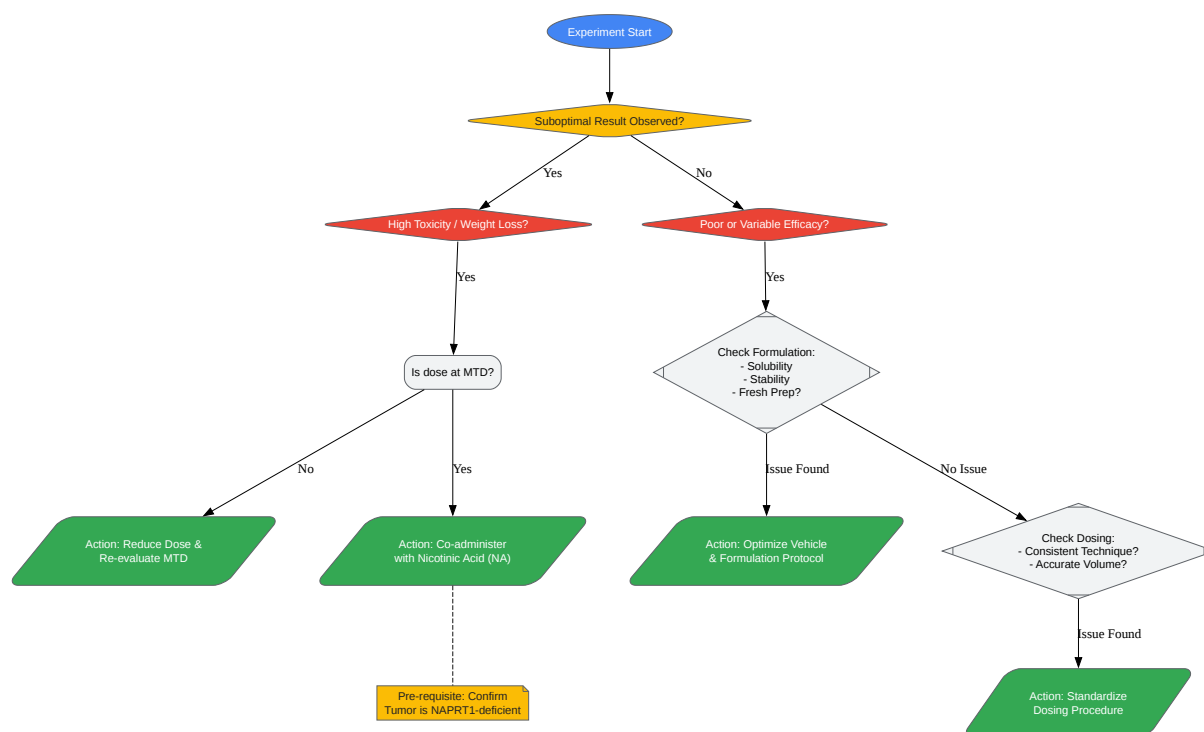 Experiment Start
Suboptimal Result Observed?
Yes
No
High Toxicity / Weight Loss?
Poor or Variable Efficacy?
Yes
Yes
Is dose at MTD?
Check Formulation:
- Solubility
- Stability
- Fresh Prep?
No
Yes
Issue Found
No Issue
Action: Reduce Dose &
Re-evaluate MTD
Action: Co-administer
with Nicotinic Acid (NA)
Action: Optimize Vehicle
& Formulation Protocol
Check Dosing:
- Consistent Technique?
- Accurate Volume?
Issue Found
Pre-requisite: Confirm
Tumor is NAPRT1-deficient
Action: Standardize
Dosing Procedure